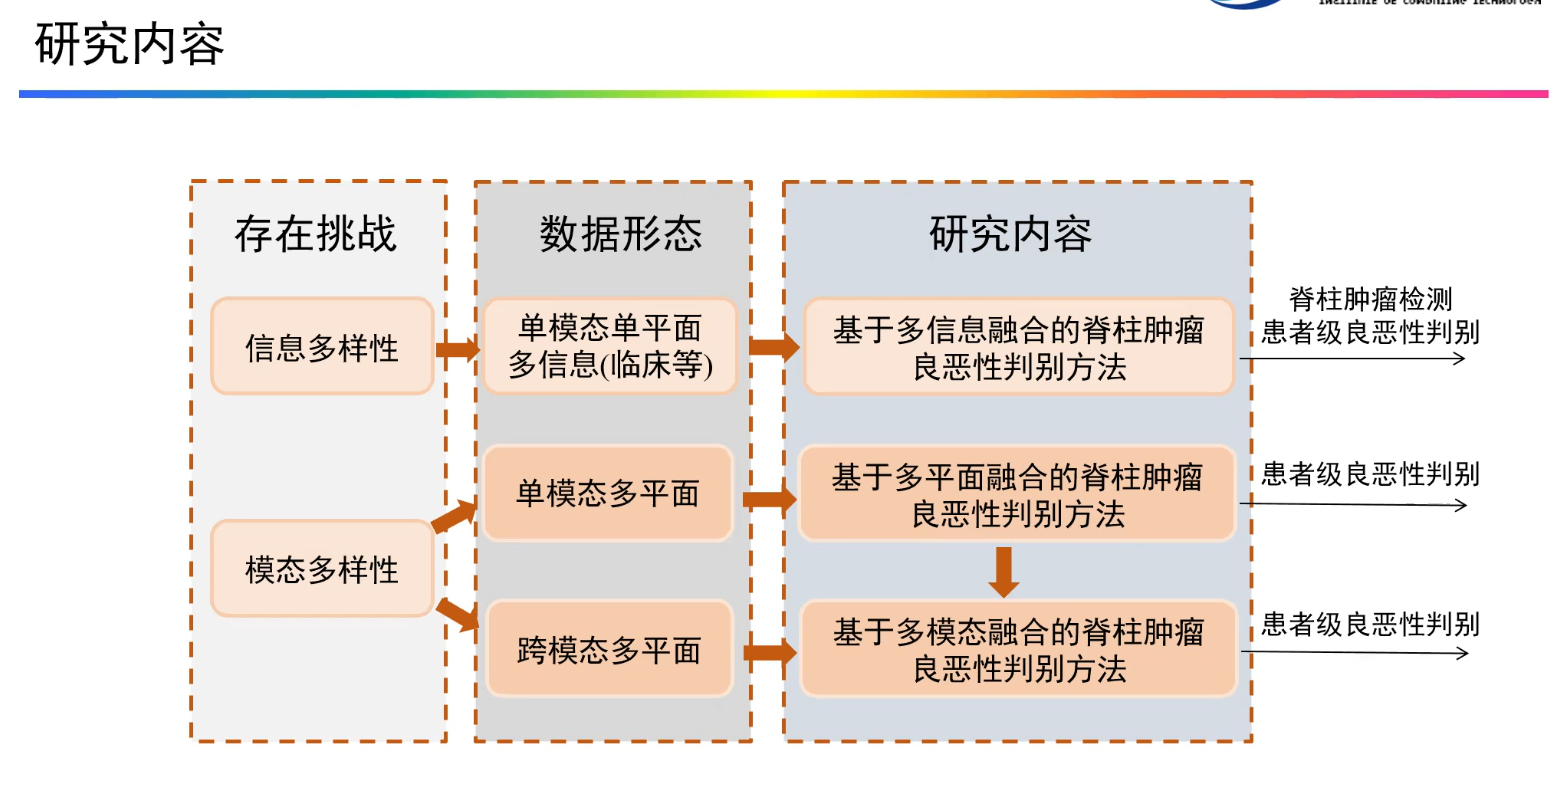 INSTITUTE OF COMPUTING TECHNOLOGY
研究内容
存在挑战
数据形态
研究内容
信息多样性
单模态单平面
多信息(临床等)
基于多信息融合的脊柱肿瘤
良恶性判别方法
脊柱肿瘤检测
患者级良恶性判别
模态多样性
单模态多平面
基于多平面融合的脊柱肿瘤
良恶性判别方法
患者级良恶性判别
跨模态多平面
基于多模态融合的脊柱肿瘤
良恶性判别方法
患者级良恶性判别